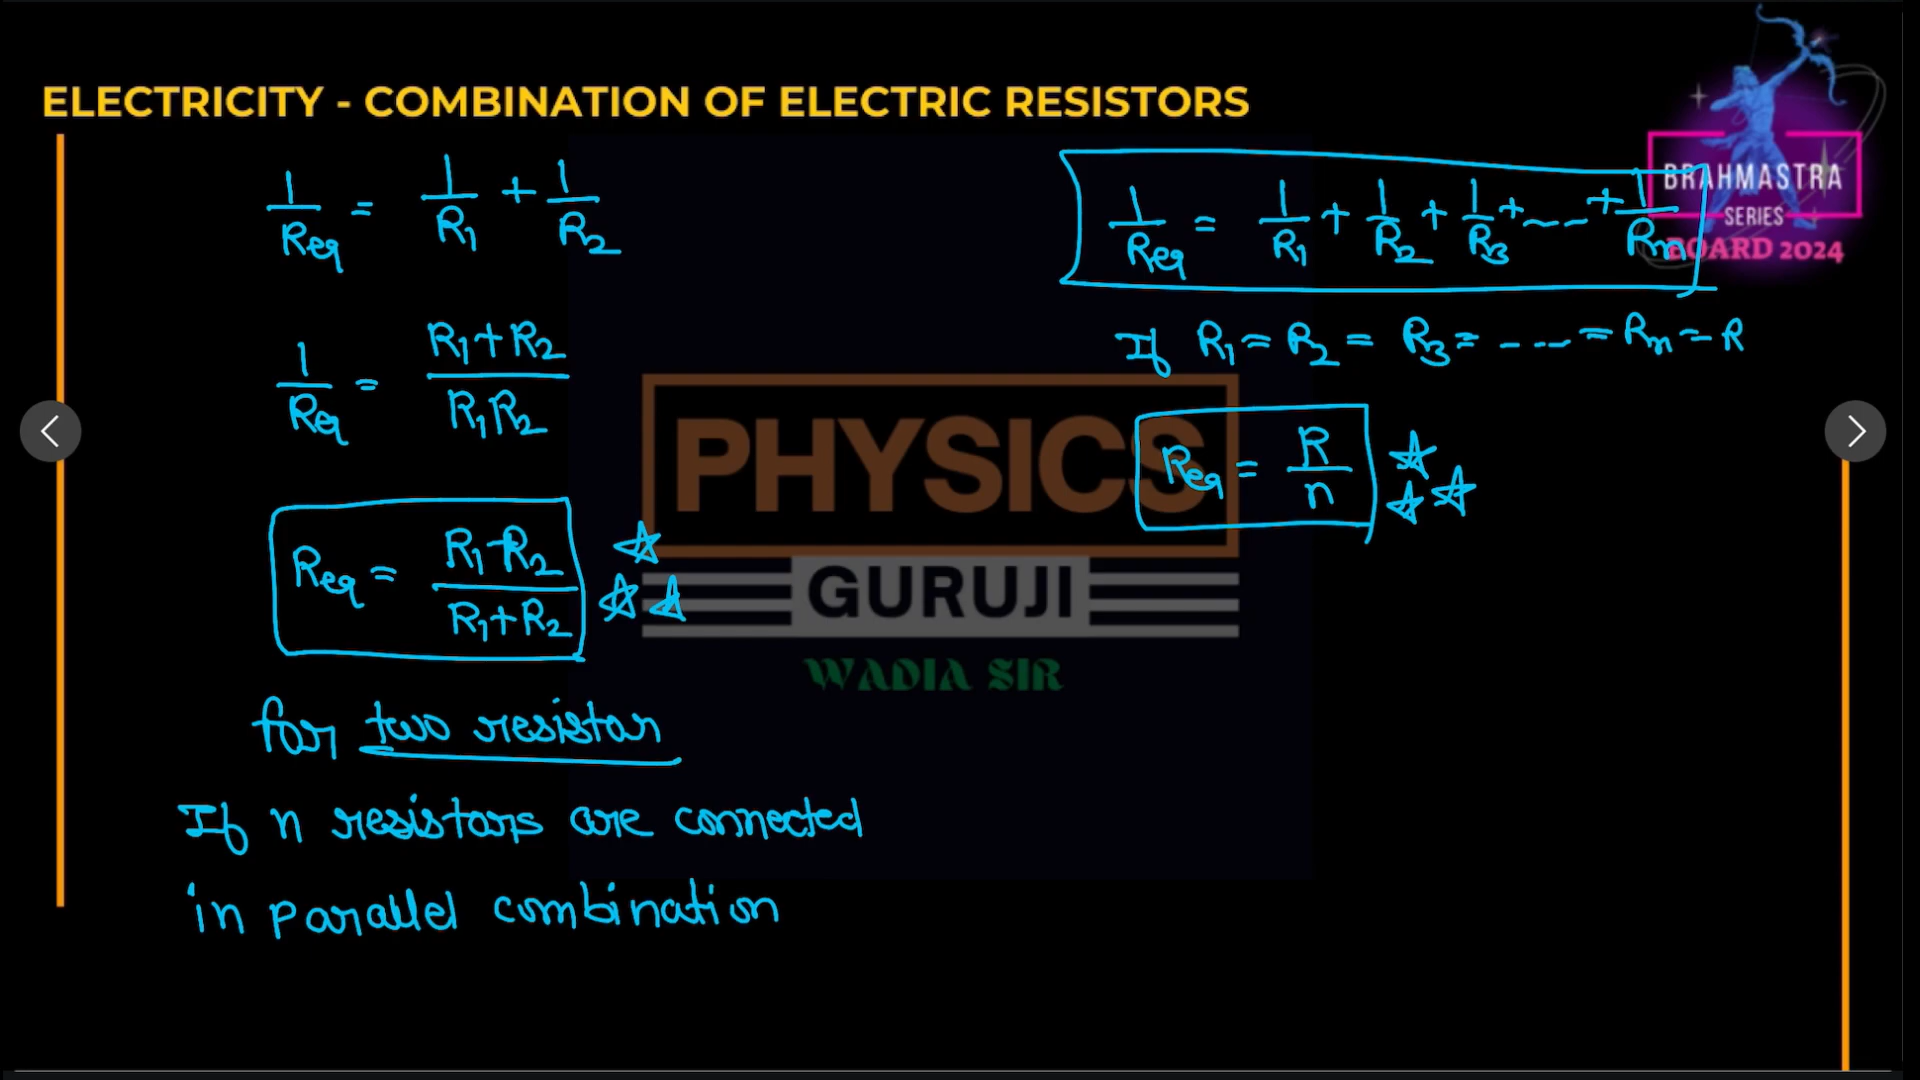 ELECTRICITY - COMBINATION OF ELECTRIC RESISTORS
1/Req = 1/R1 + 1/R2
1/Req = R1+R2/R1R2
Req = R1R2/R1+R2
for two resistor
If n resistors are connected
in parallel combination
1/Req = 1/R1 + 1/R2 + 1/R3 + --- + 1/Rn
If R1 = R2 = R3 = ---- = Rn = R
Req = R/n
BRAHMASTRA
SERIES
BOARD 2024
PHYSICS
GURUJI
WADIA SIR